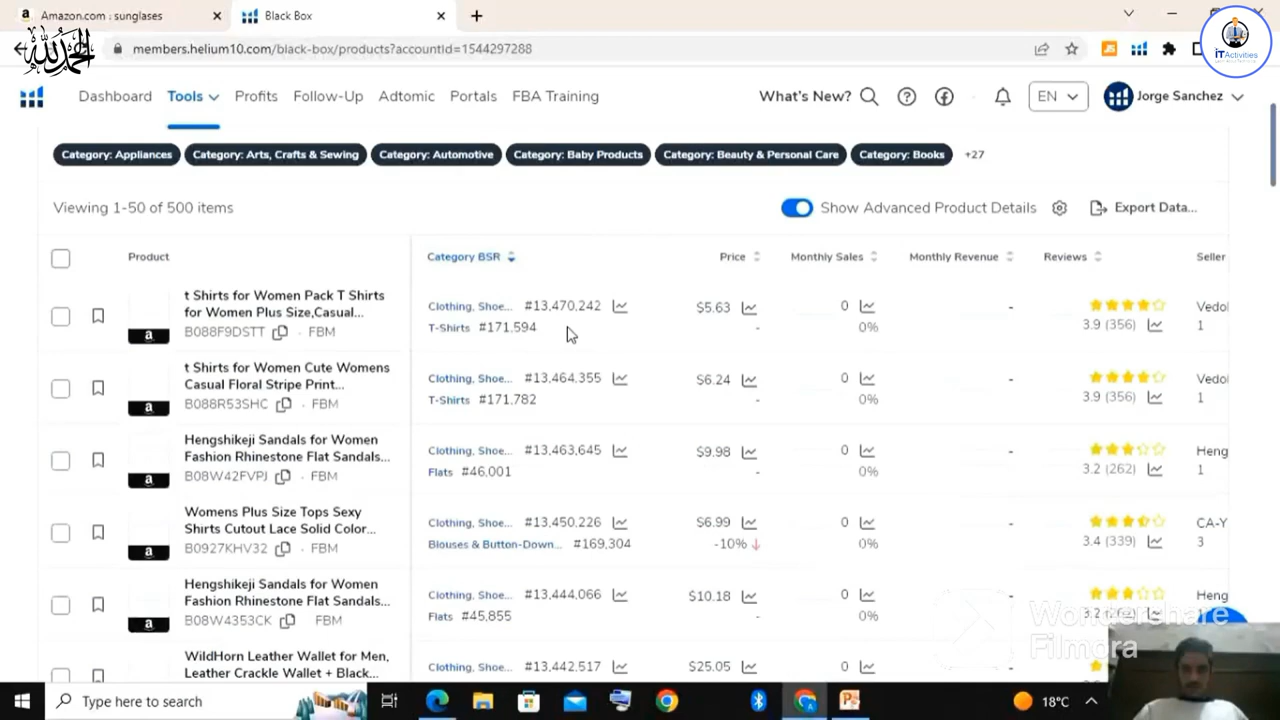 Amazon.com : sunglasses
Black Box
members.helium10.com/black-box/products?accountId=1544297288
الحمد لله
iT Activities
Dashboard Tools Profits Follow-Up Adtomic Portals FBA Training What's New? EN Jorge Sanchez
Category: Appliances Category: Arts, Crafts & Sewing Category: Automotive Category: Baby Products Category: Beauty & Personal Care Category: Books +27
Viewing 1-50 of 500 items Show Advanced Product Details Export Data...
Product Category BSR Price Monthly Sales Monthly Revenue Reviews Seller
t Shirts for Women Pack T Shirts for Women Plus Size,Casual...
B088F9DSTT · FBM
Clothing, Shoe... #13,470,242 $5.63 0 - Vedo
T-Shirts #171,594 - 0% 3.9 (356) 1
t Shirts for Women Cute Womens Casual Floral Stripe Print...
B088R53SHC · FBM
Clothing, Shoe... #13,464,355 $6.24 0 - Vedo
T-Shirts #171,782 - 0% 3.9 (356) 1
Hengshikeji Sandals for Women Fashion Rhinestone Flat Sandals...
B08W42FVPJ · FBM
Clothing, Shoe... #13,463,645 $9.98 0 - Heng
Flats #46,001 - 0% 3.2 (262) 1
Womens Plus Size Tops Sexy Shirts Cutout Lace Solid Color...
B0927KHV32 · FBM
Clothing, Shoe... #13,450,226 $6.99 0 - CA-Y
Blouses & Button-Down... #169,304 -10% 0% 3.4 (339) 3
Hengshikeji Sandals for Women Fashion Rhinestone Flat Sandals...
B08W4353CK FBM
Clothing, Shoe... #13,444,066 $10.18 0 - Heng
Flats #45,855 - 0%
WildHorn Leather Wallet for Men, Leather Crackle Wallet + Black...
Clothing, Shoe... #13,442,517 $25.05 0 -
Wondershare
Filmora
Type here to search
18°C